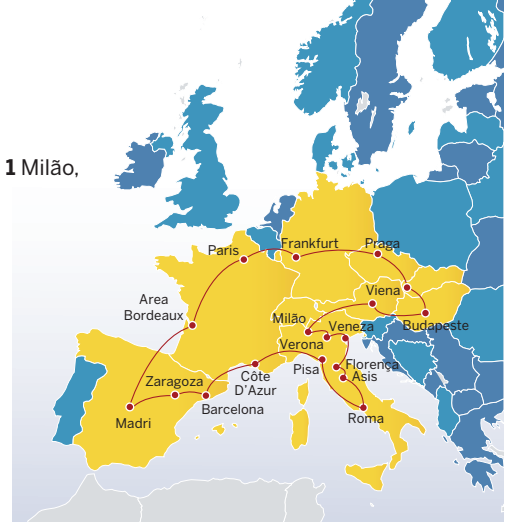 1 Milão,
Paris
Frankfurt
Praga
Viena
Area
Bordeaux
Milão
Veneza
Budapeste
Verona
Pisa
Florença
Asis
Zaragoza
Côte
D'Azur
Barcelona
Madri
Roma